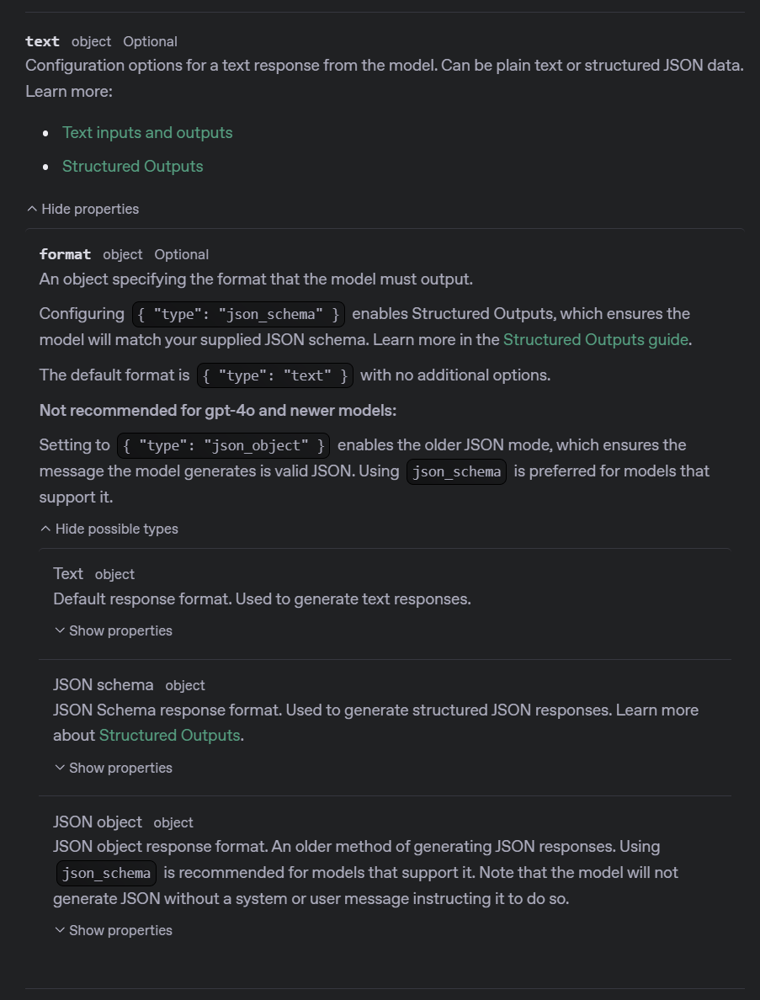 text object Optional
Configuration options for a text response from the model. Can be plain text or structured JSON data.
Learn more:
• Text inputs and outputs
• Structured Outputs
Hide properties
format object Optional
An object specifying the format that the model must output.
Configuring { "type": "json_schema" } enables Structured Outputs, which ensures the
model will match your supplied JSON schema. Learn more in the Structured Outputs guide.
The default format is { "type": "text" } with no additional options.
Not recommended for gpt-4o and newer models:
Setting to { "type": "json_object" } enables the older JSON mode, which ensures the
message the model generates is valid JSON. Using json_schema is preferred for models that
support it.
Hide possible types
Text object
Default response format. Used to generate text responses.
Show properties
JSON schema object
JSON Schema response format. Used to generate structured JSON responses. Learn more
about Structured Outputs.
Show properties
JSON object object
JSON object response format. An older method of generating JSON responses. Using
json_schema is recommended for models that support it. Note that the model will not
generate JSON without a system or user message instructing it to do so.
Show properties